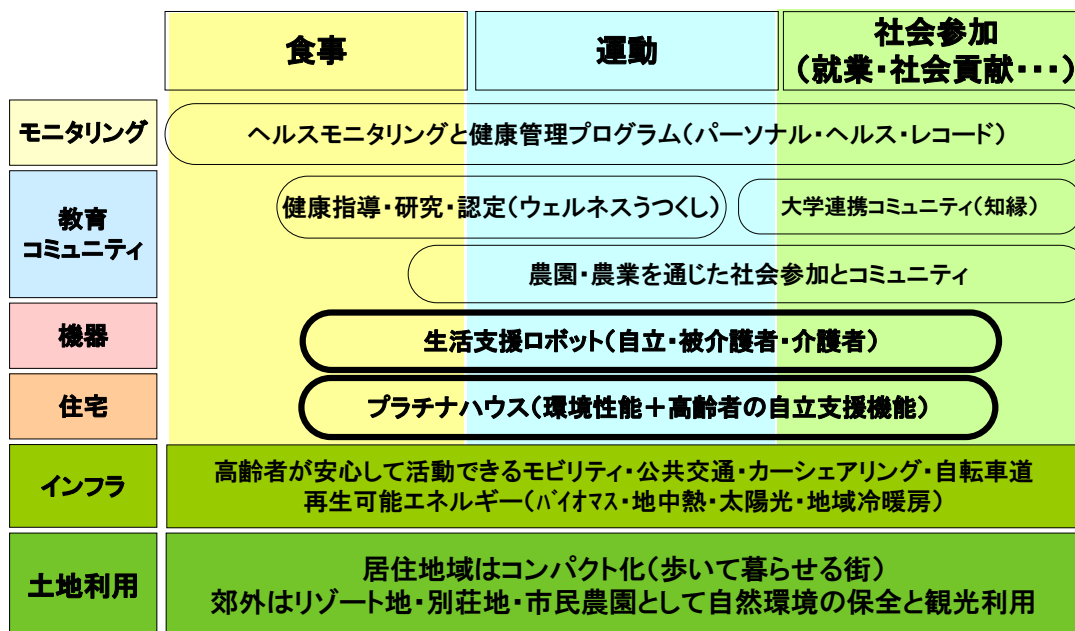 食事
運動
社会参加
（就業・社会貢献・・・）
モニタリング
ヘルスモニタリングと健康管理プログラム（パーソナル・ヘルス・レコード）
教育
コミュニティ
健康指導・研究・認定（ウェルネスうつくし）
大学連携コミュニティ（知縁）
農園・農業を通じた社会参加とコミュニティ
機器
生活支援ロボット（自立・被介護者・介護者）
住宅
プラチナハウス（環境性能＋高齢者の自立支援機能）
インフラ
高齢者が安心して活動できるモビリティ・公共交通・カーシェアリング・自転車道
再生可能エネルギー（ﾊﾞｲｵﾏｽ・地中熱・太陽光・地域冷暖房）
土地利用
居住地域はコンパクト化（歩いて暮らせる街）
郊外はリゾート地・別荘地・市民農園として自然環境の保全と観光利用